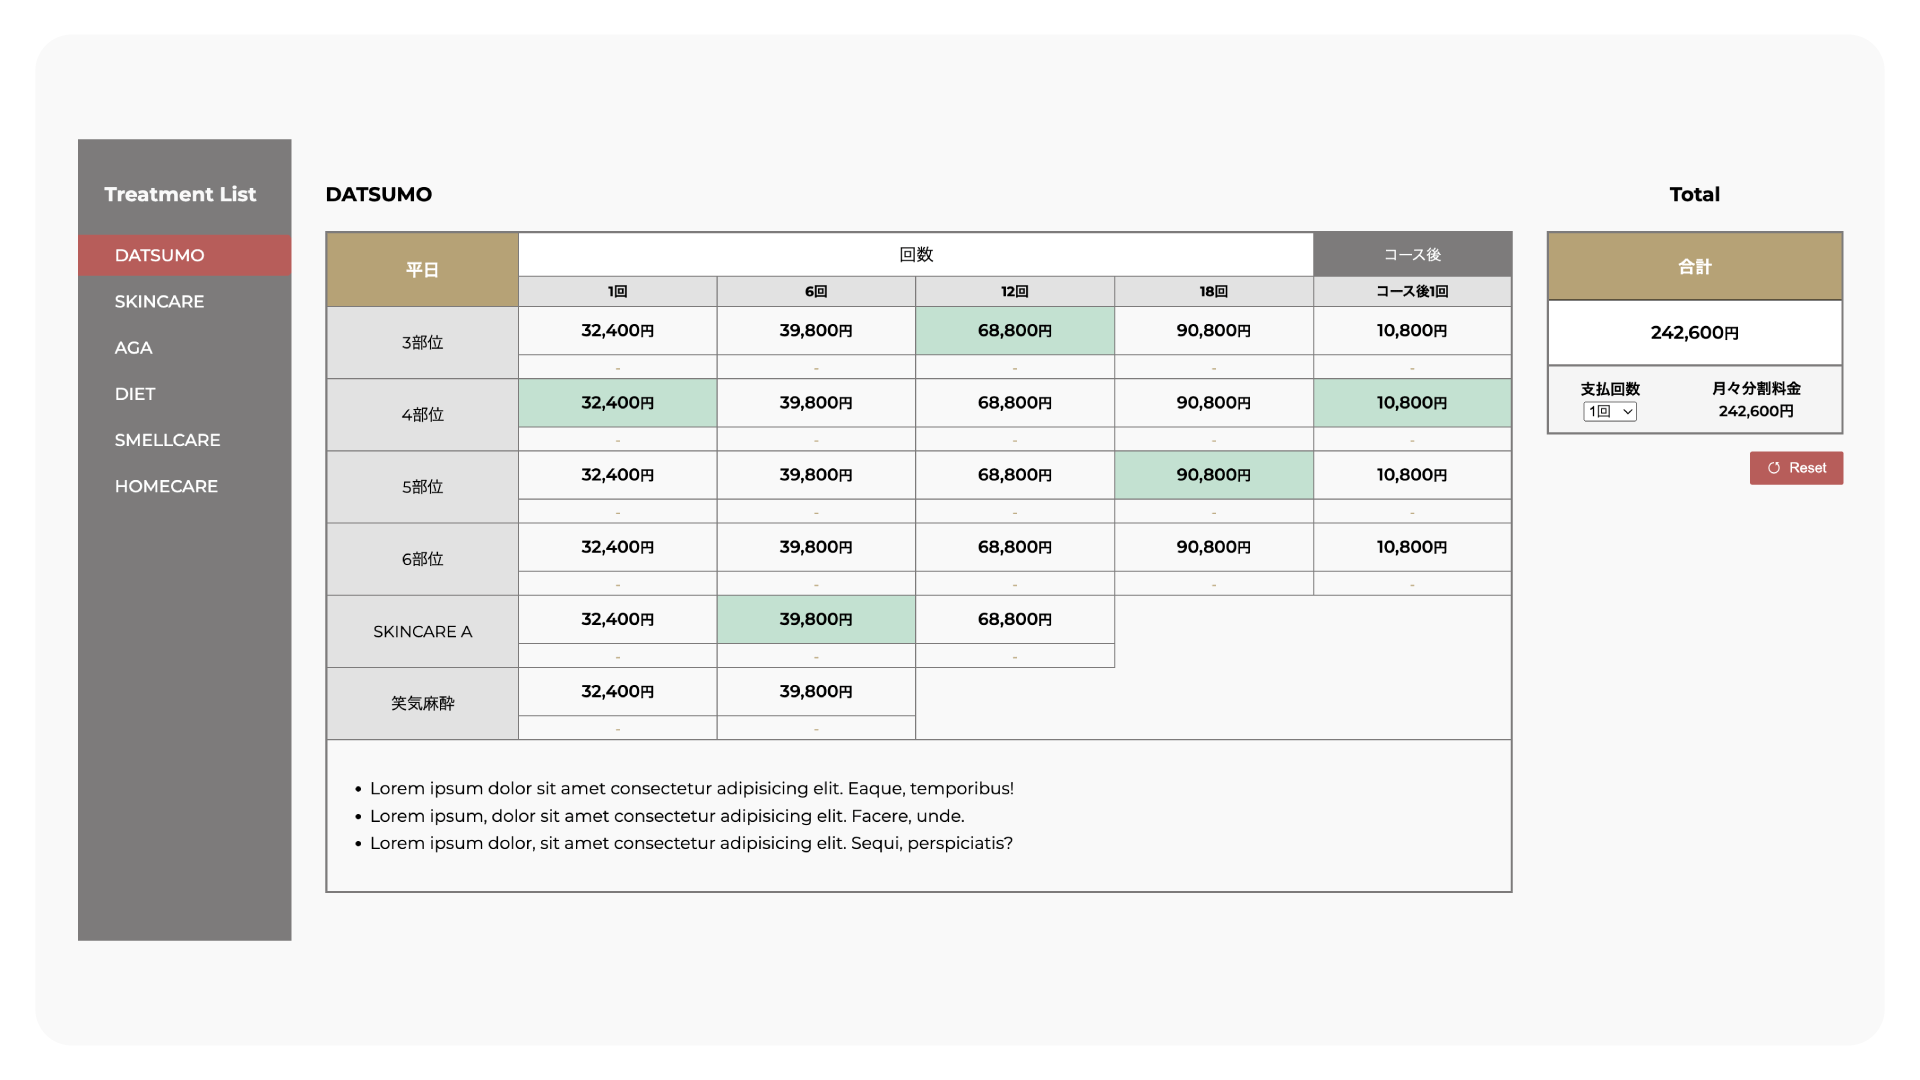 Treatment List
DATSUMO
SKINCARE
AGA
DIET
SMELLCARE
HOMECARE
DATSUMO
平日 回数 コース後
1回 6回 12回 18回 コース後1回
3部位 32,400円 39,800円 68,800円 90,800円 10,800円
- - - - -
4部位 32,400円 39,800円 68,800円 90,800円 10,800円
- - - - -
5部位 32,400円 39,800円 68,800円 90,800円 10,800円
- - - - -
6部位 32,400円 39,800円 68,800円 90,800円 10,800円
- - - - -
SKINCARE A 32,400円 39,800円 68,800円
- - -
笑気麻酔 32,400円 39,800円
- -
• Lorem ipsum dolor sit amet consectetur adipisicing elit. Eaque, temporibus!
• Lorem ipsum, dolor sit amet consectetur adipisicing elit. Facere, unde.
• Lorem ipsum dolor, sit amet consectetur adipisicing elit. Sequi, perspiciatis?
Total
合計
242,600円
支払回数 月々分割料金
1回 242,600円
Reset